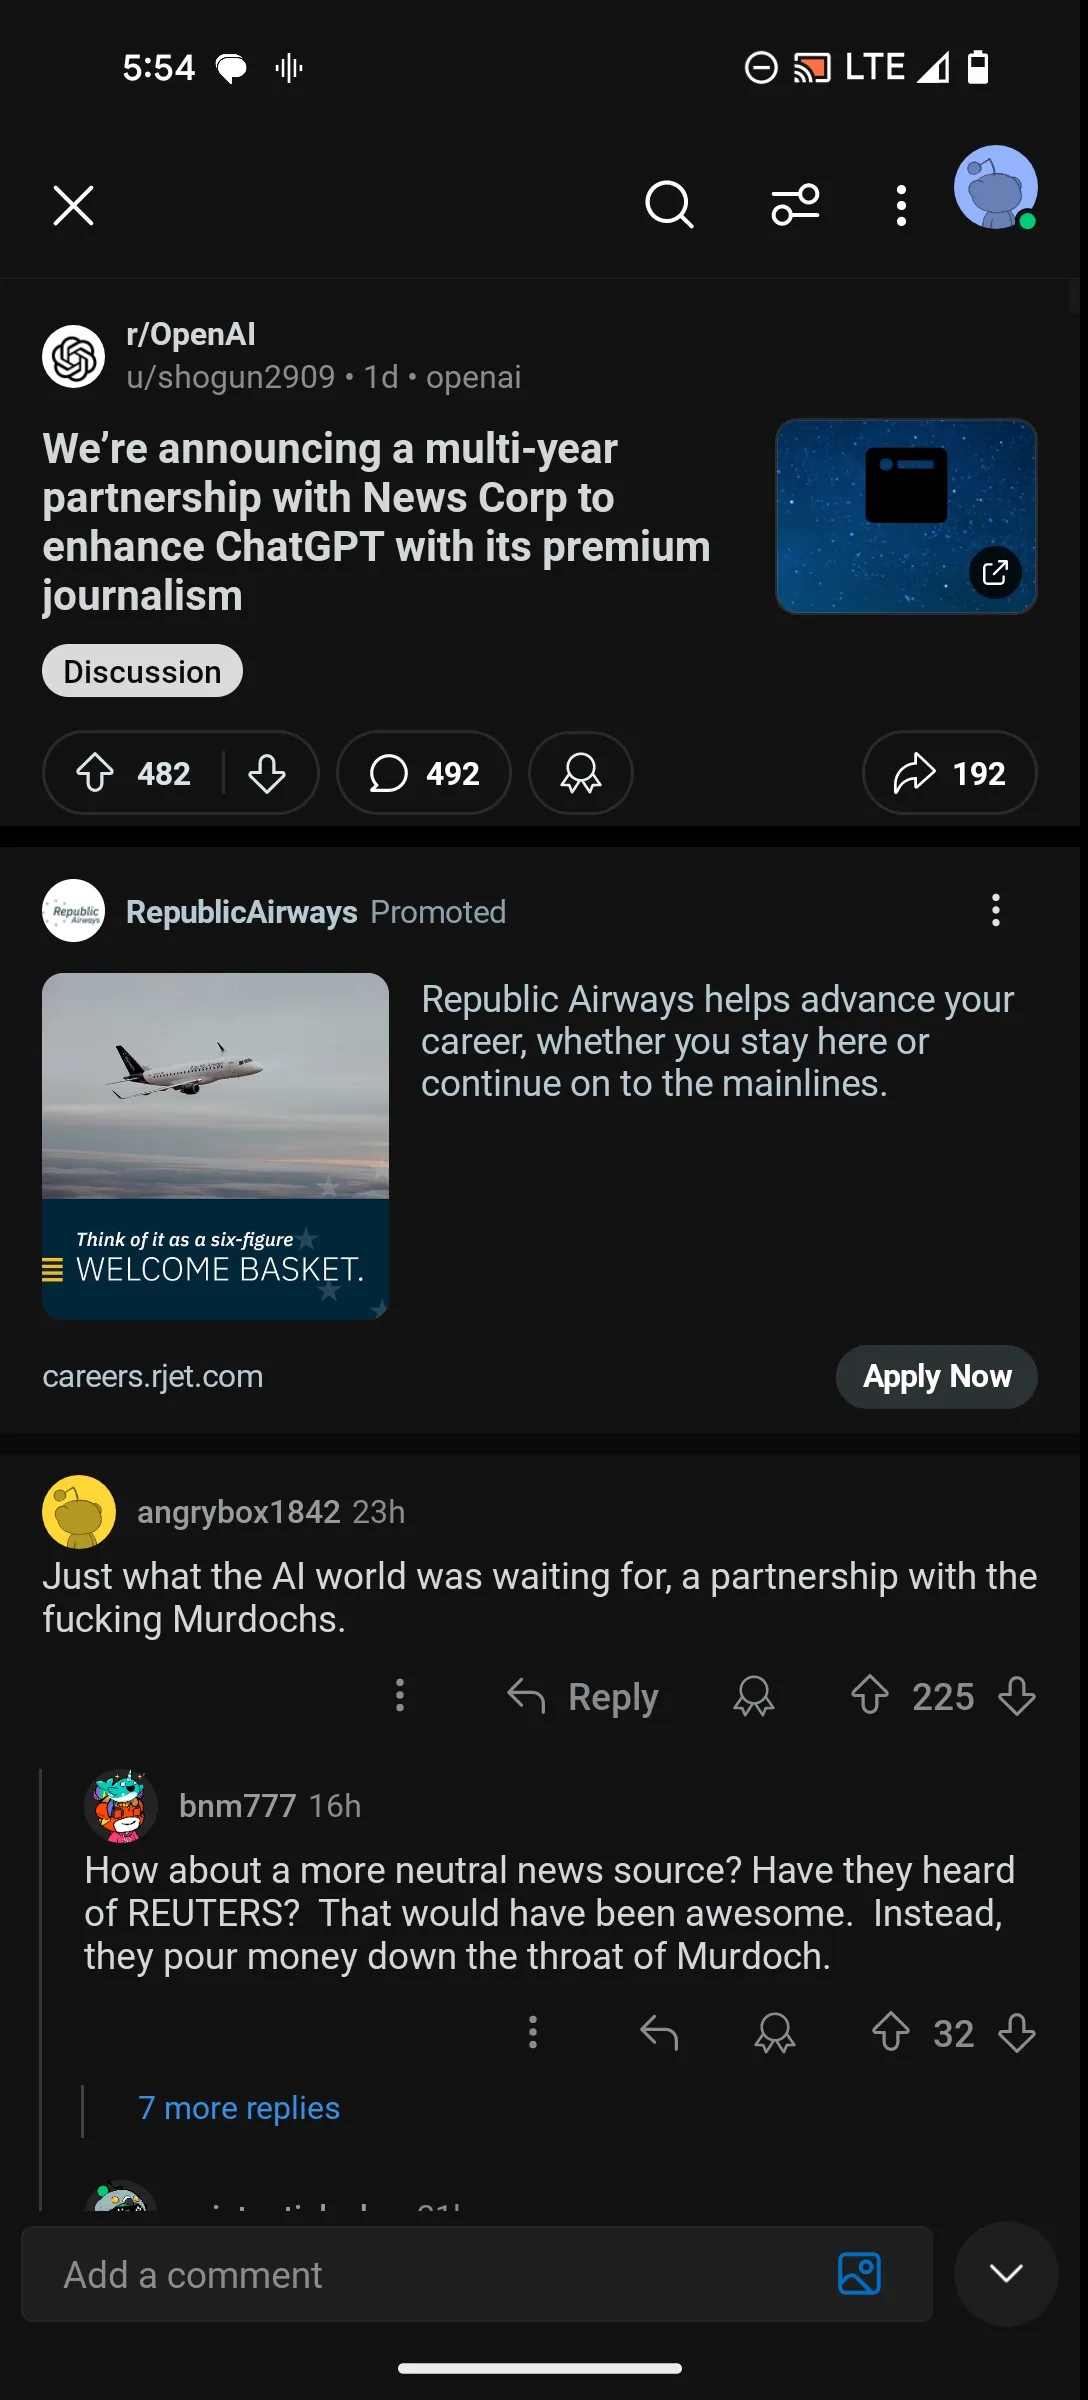 5:54
LTE
r/OpenAI
u/shogun2909 • 1d • openai
We’re announcing a multi-year
partnership with News Corp to
enhance ChatGPT with its premium
journalism
Discussion
482
492
192
Republic
Airways
RepublicAirways Promoted
Republic Airways helps advance your
career, whether you stay here or
continue on to the mainlines.
Think of it as a six-figure
WELCOME BASKET.
careers.rjet.com
Apply Now
angrybox1842 23h
Just what the AI world was waiting for, a partnership with the
fucking Murdochs.
Reply
225
bnm777 16h
How about a more neutral news source? Have they heard
of REUTERS?  That would have been awesome.  Instead,
they pour money down the throat of Murdoch.
32
7 more replies
Add a comment